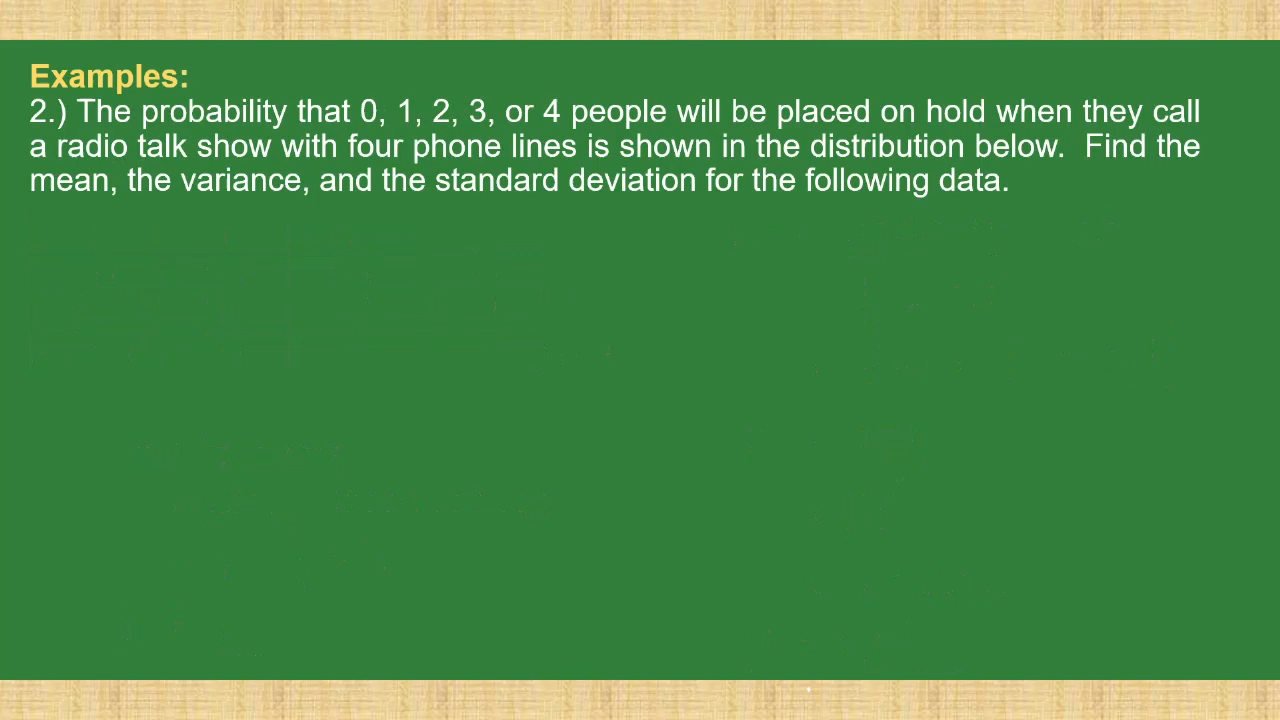 Examples:
2.) The probability that 0, 1, 2, 3, or 4 people will be placed on hold when they call
a radio talk show with four phone lines is shown in the distribution below.  Find the
mean, the variance, and the standard deviation for the following data.